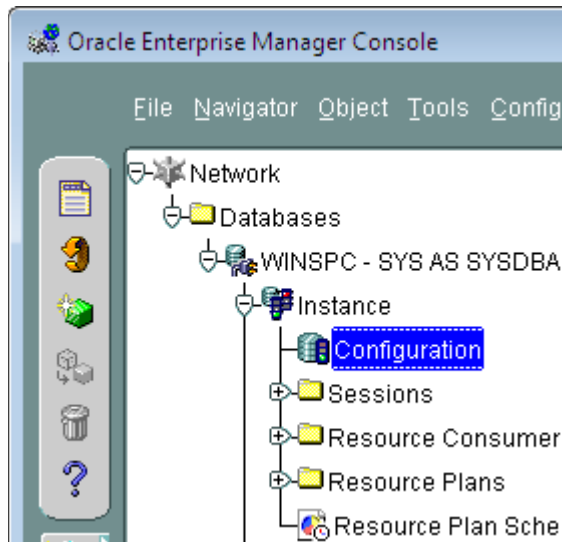 Oracle Enterprise Manager Console
File Navigator Object Tools Config
Network
Databases
WINSPC - SYS AS SYSDBA
Instance
Configuration
Sessions
Resource Consumer
Resource Plans
Resource Plan Sche